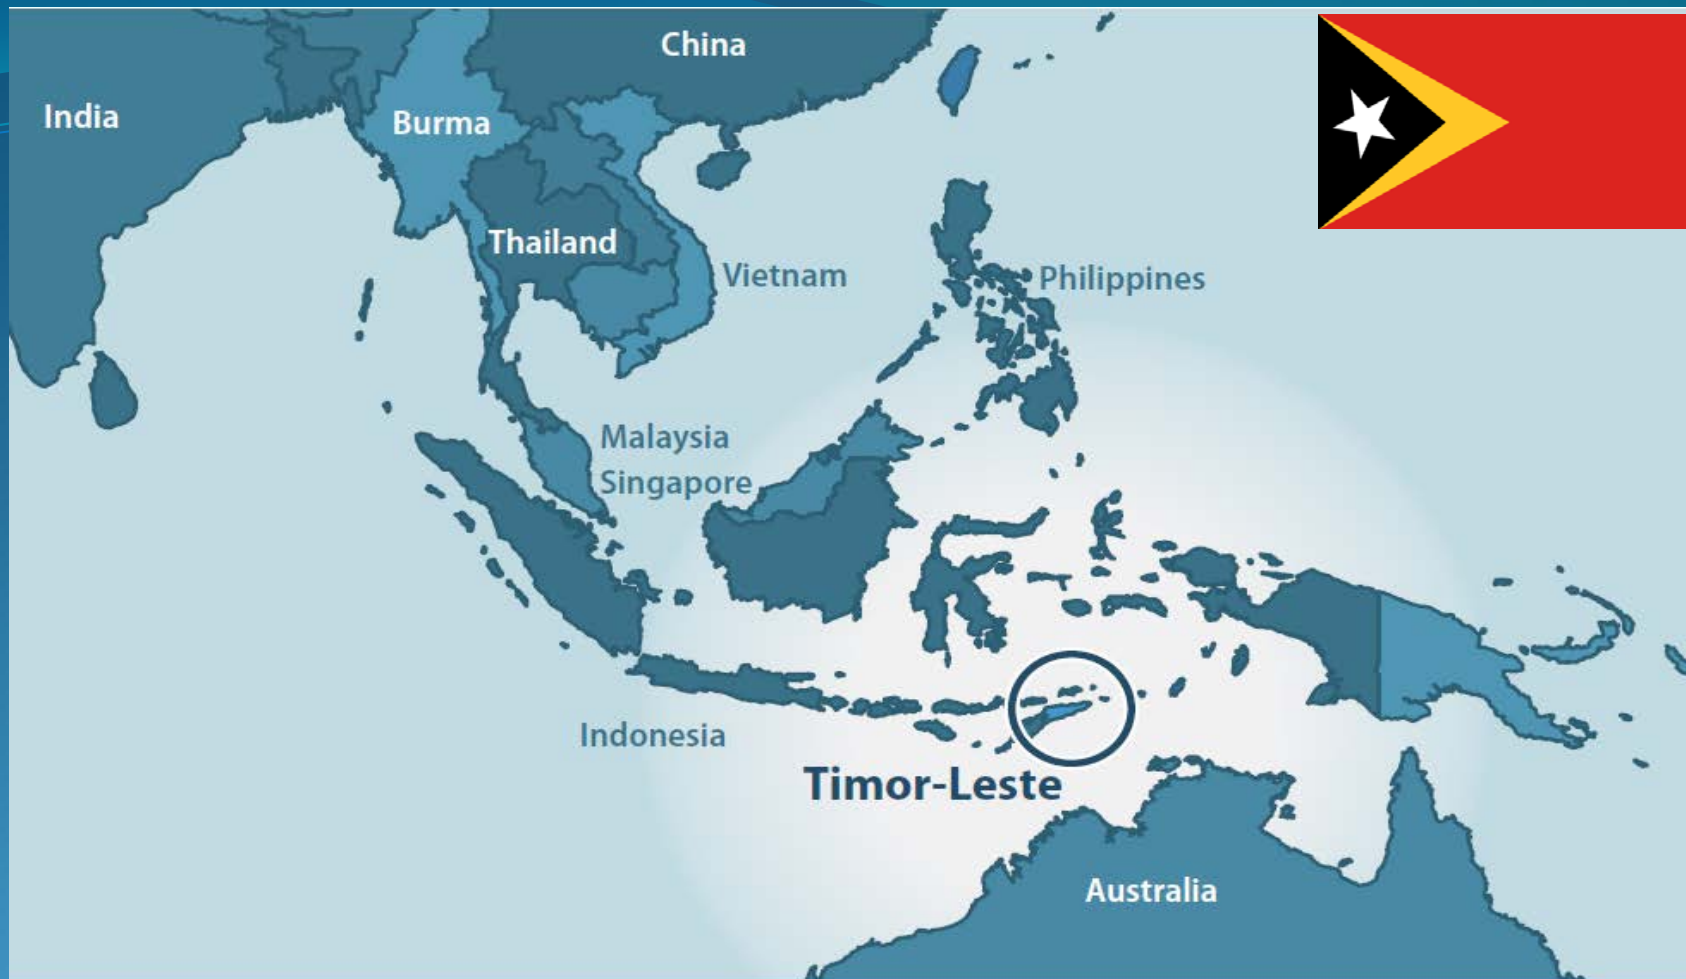 China
India
Burma
Thailand
Vietnam
Philippines
Malaysia
Singapore
Indonesia
Timor-Leste
Australia